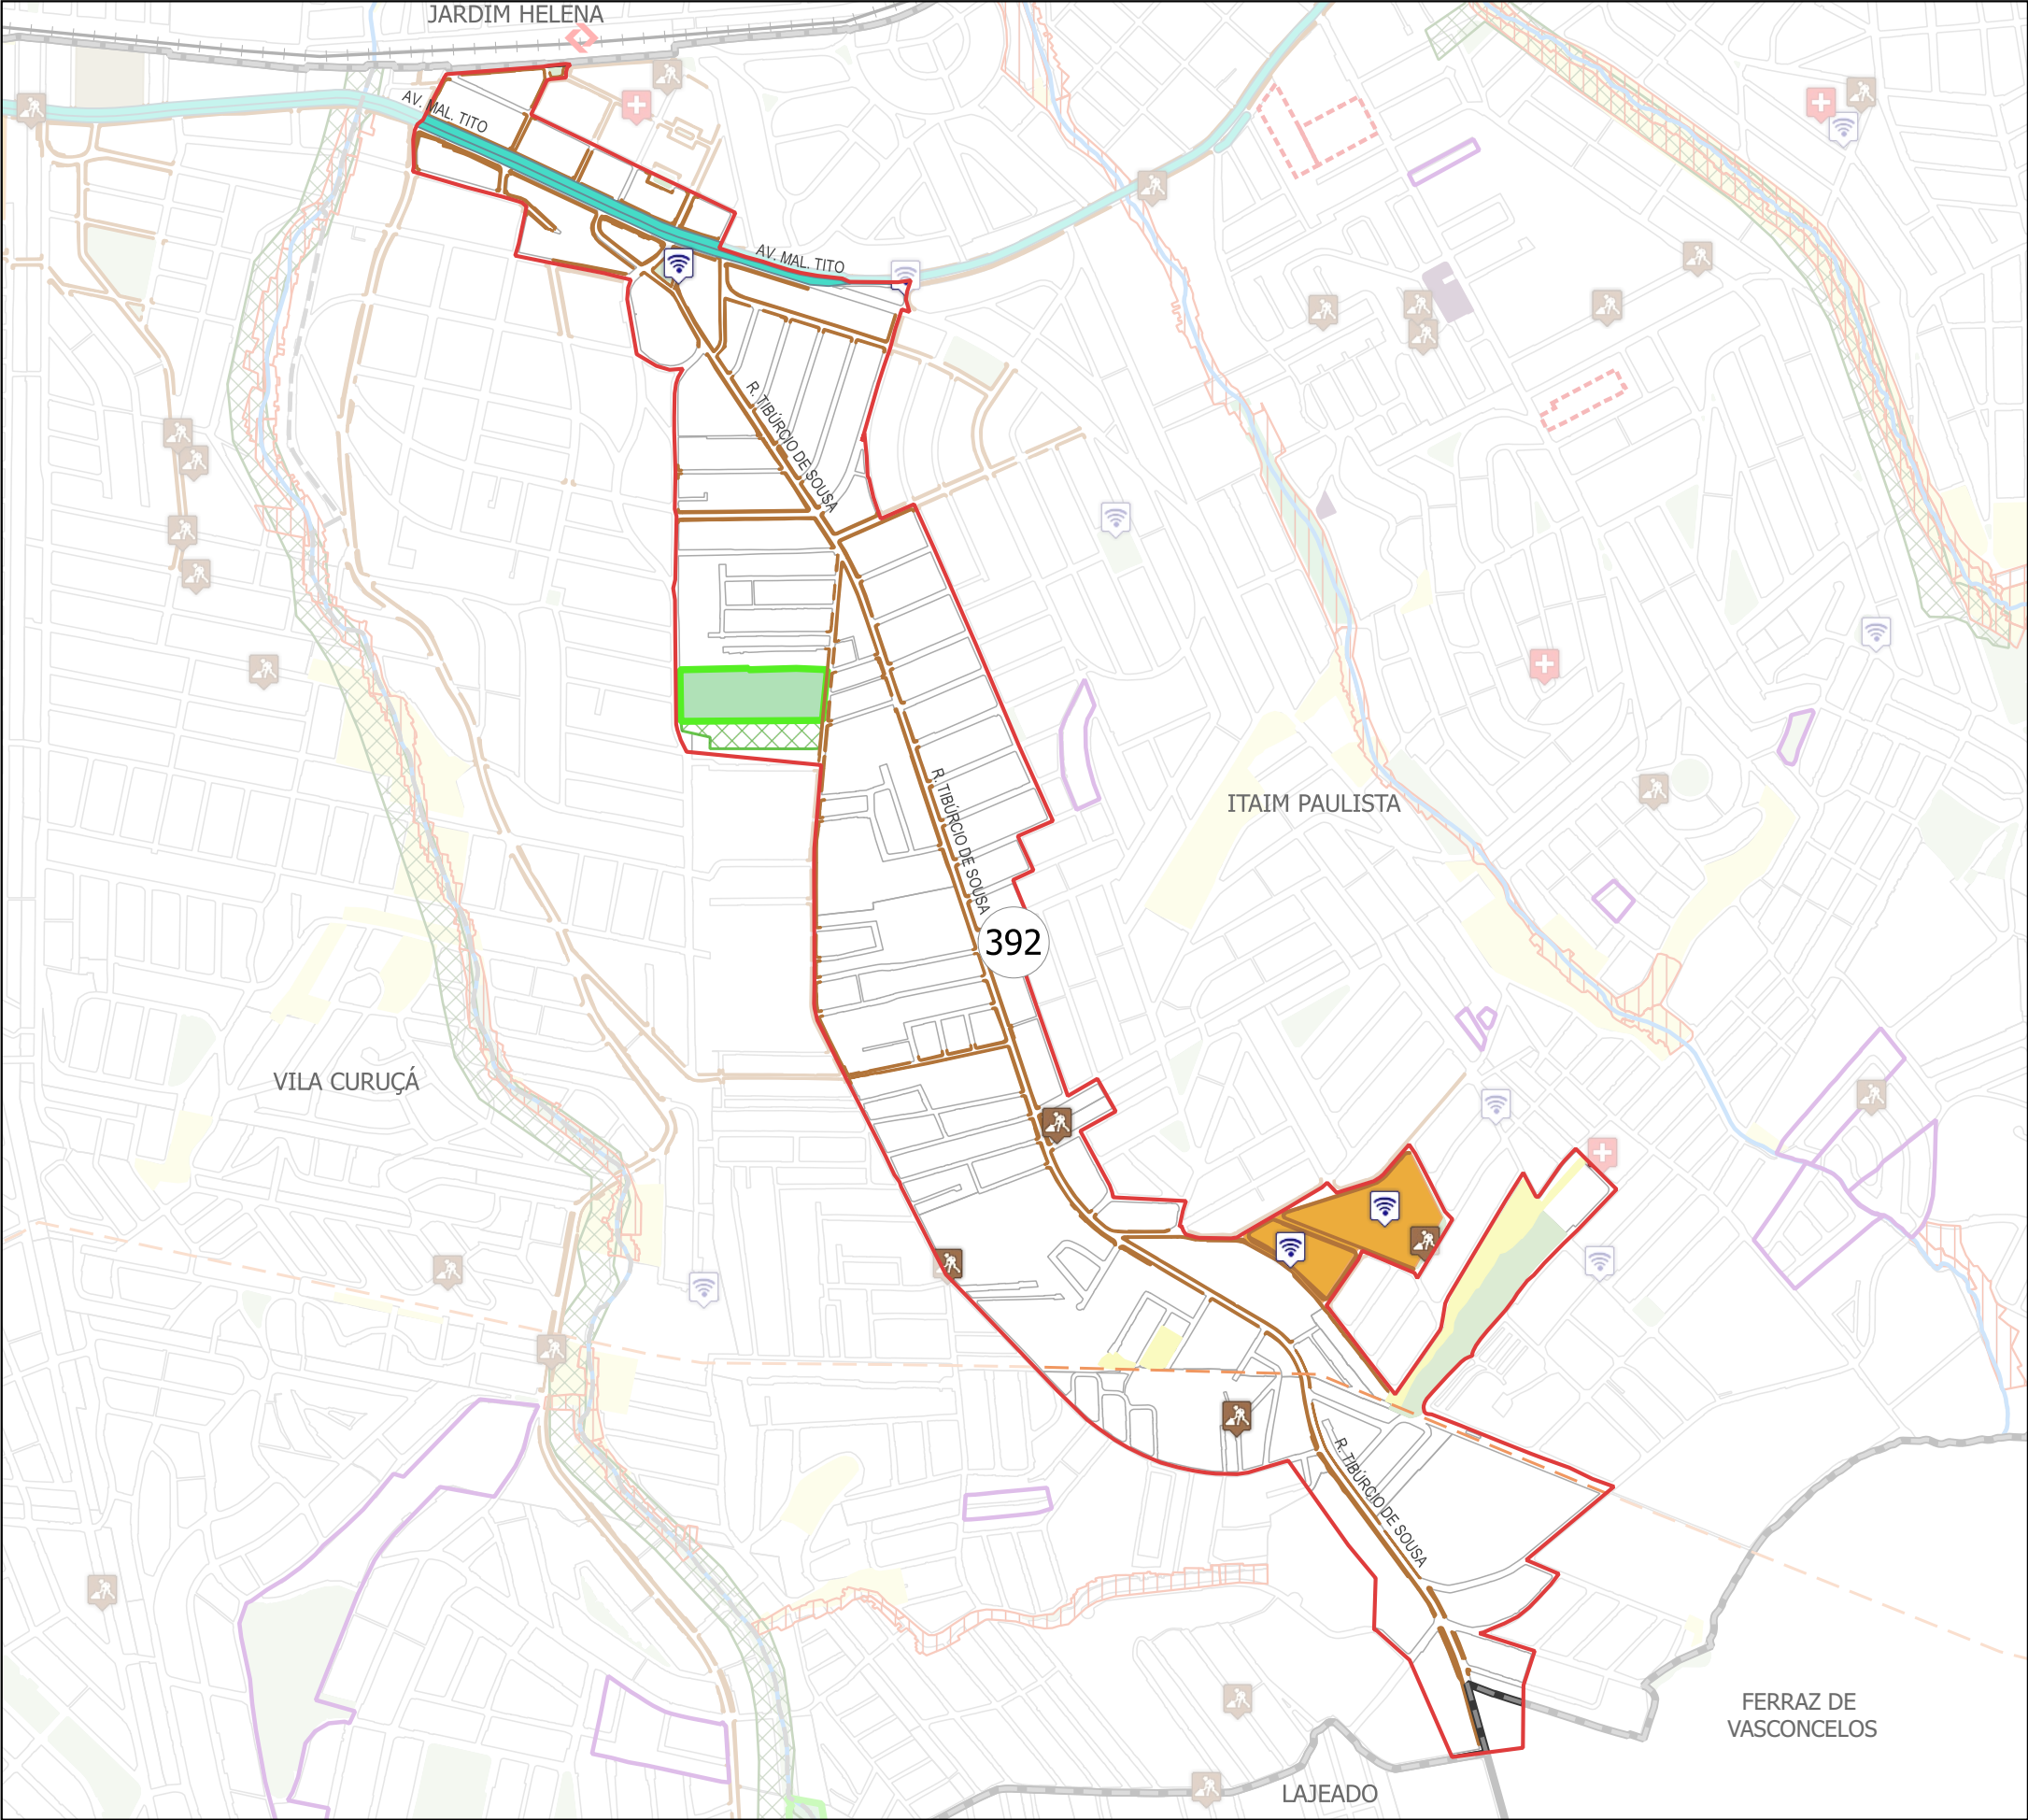 JARDIM HELENA
AV. MAL. TITO
AV. MAL. TITO
R. TIBÚRCIO DE SOUSA
R. TIBÚRCIO DE SOUSA
ITAIM PAULISTA
392
VILA CURUÇÁ
R. TIBÚRCIO DE SOUSA
FERRAZ DE
VASCONCELOS
LAJEADO